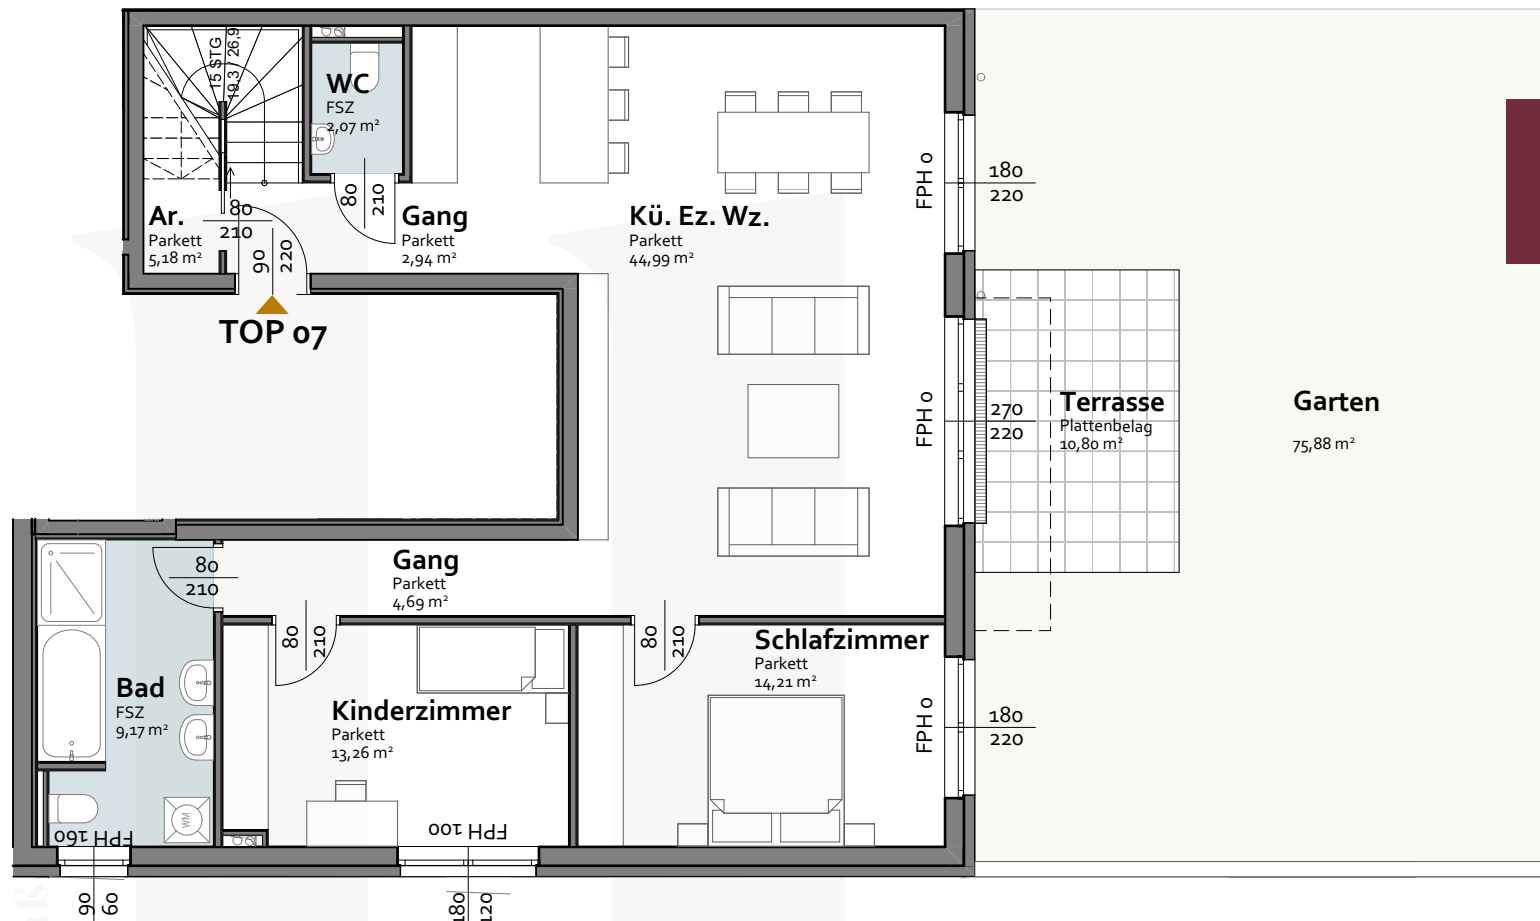 15 STG
19,3 / 26,9
WC
FSZ
2,07 m²
80
210
Ar.
Parkett
5,18 m²
80
210
90
220
Gang
Parkett
2,94 m²
Kü. Ez. Wz.
Parkett
44,99 m²
FPH 0
180
220
TOP 07
FPH 0
270
220
Terrasse
Plattenbelag
10,80 m²
Garten
75,88 m²
80
210
Gang
Parkett
4,69 m²
80
210
80
210
Schlafzimmer
Parkett
14,21 m²
Bad
FSZ
9,17 m²
Kinderzimmer
Parkett
13,26 m²
FPH 0
180
220
WM
FPH 160
FPH 100
90
60
180
120